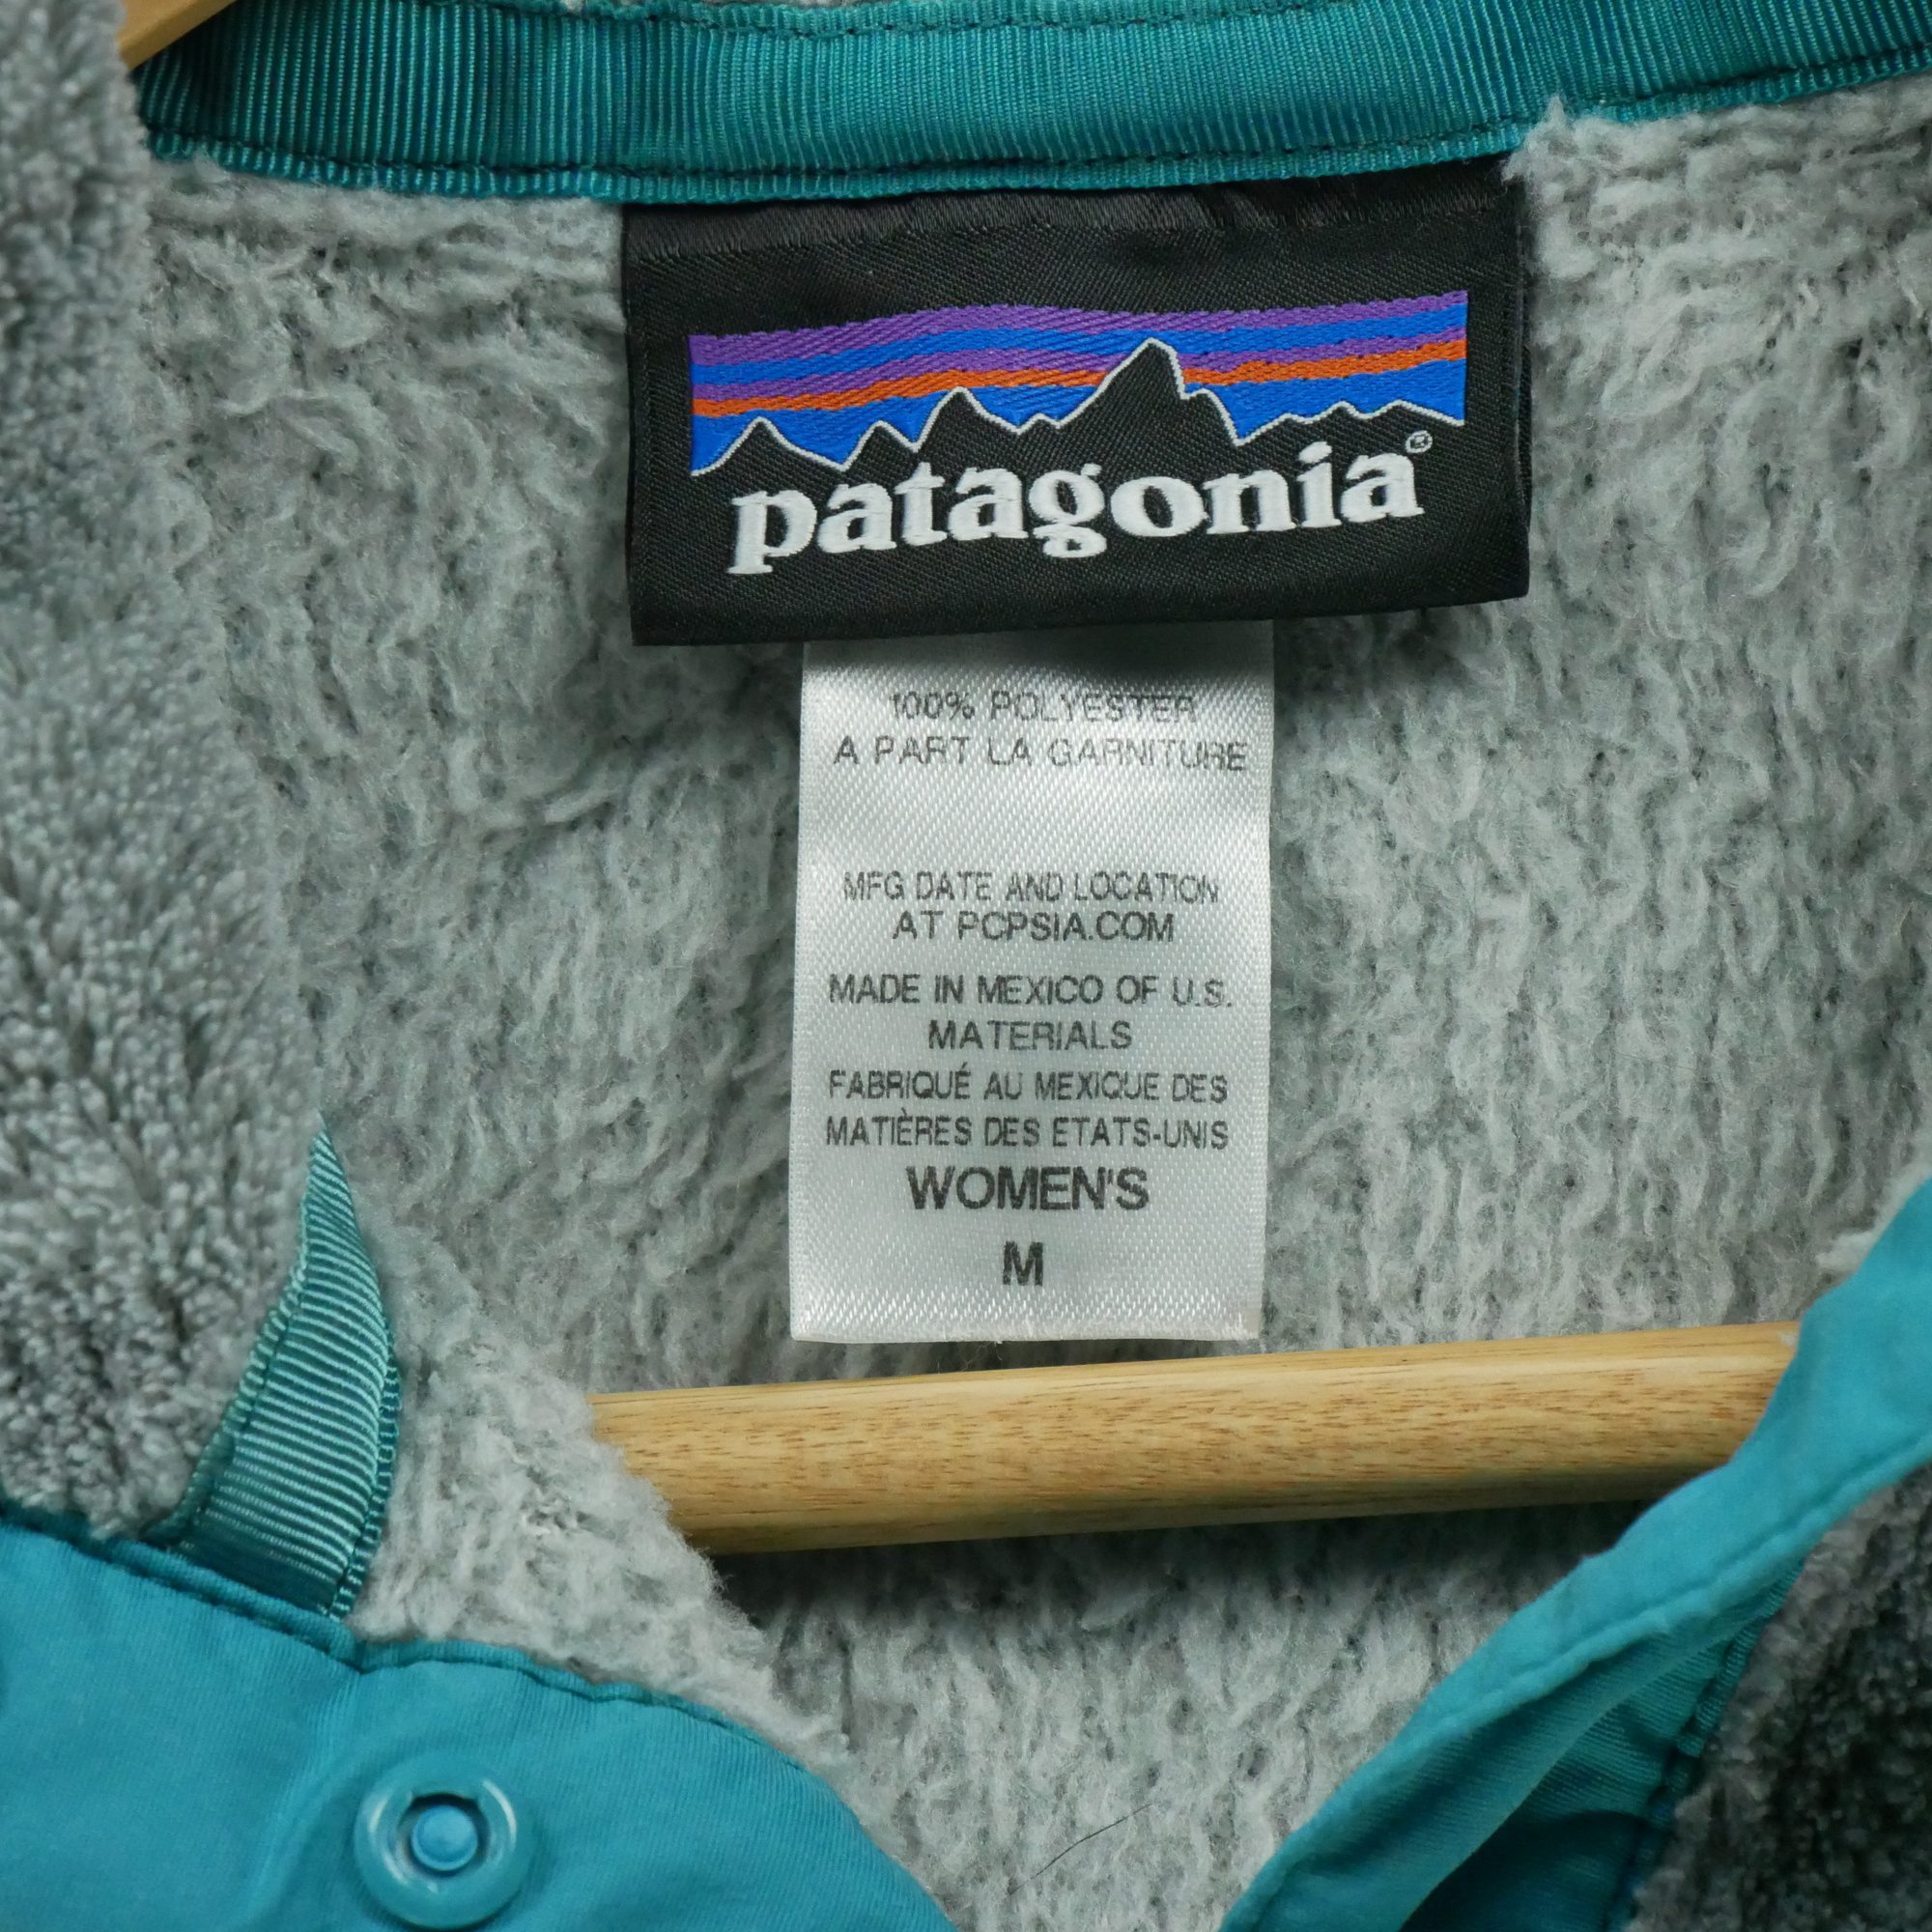 patagonia®
100% POLYESTER
A PART LA GARNITURE
MFG DATE AND LOCATION
AT PCPSIA.COM
MADE IN MEXICO OF U.S.
MATERIALS
FABRIQUÉ AU MEXIQUE DES
MATIÈRES DES ETATS-UNIS
WOMEN'S
M